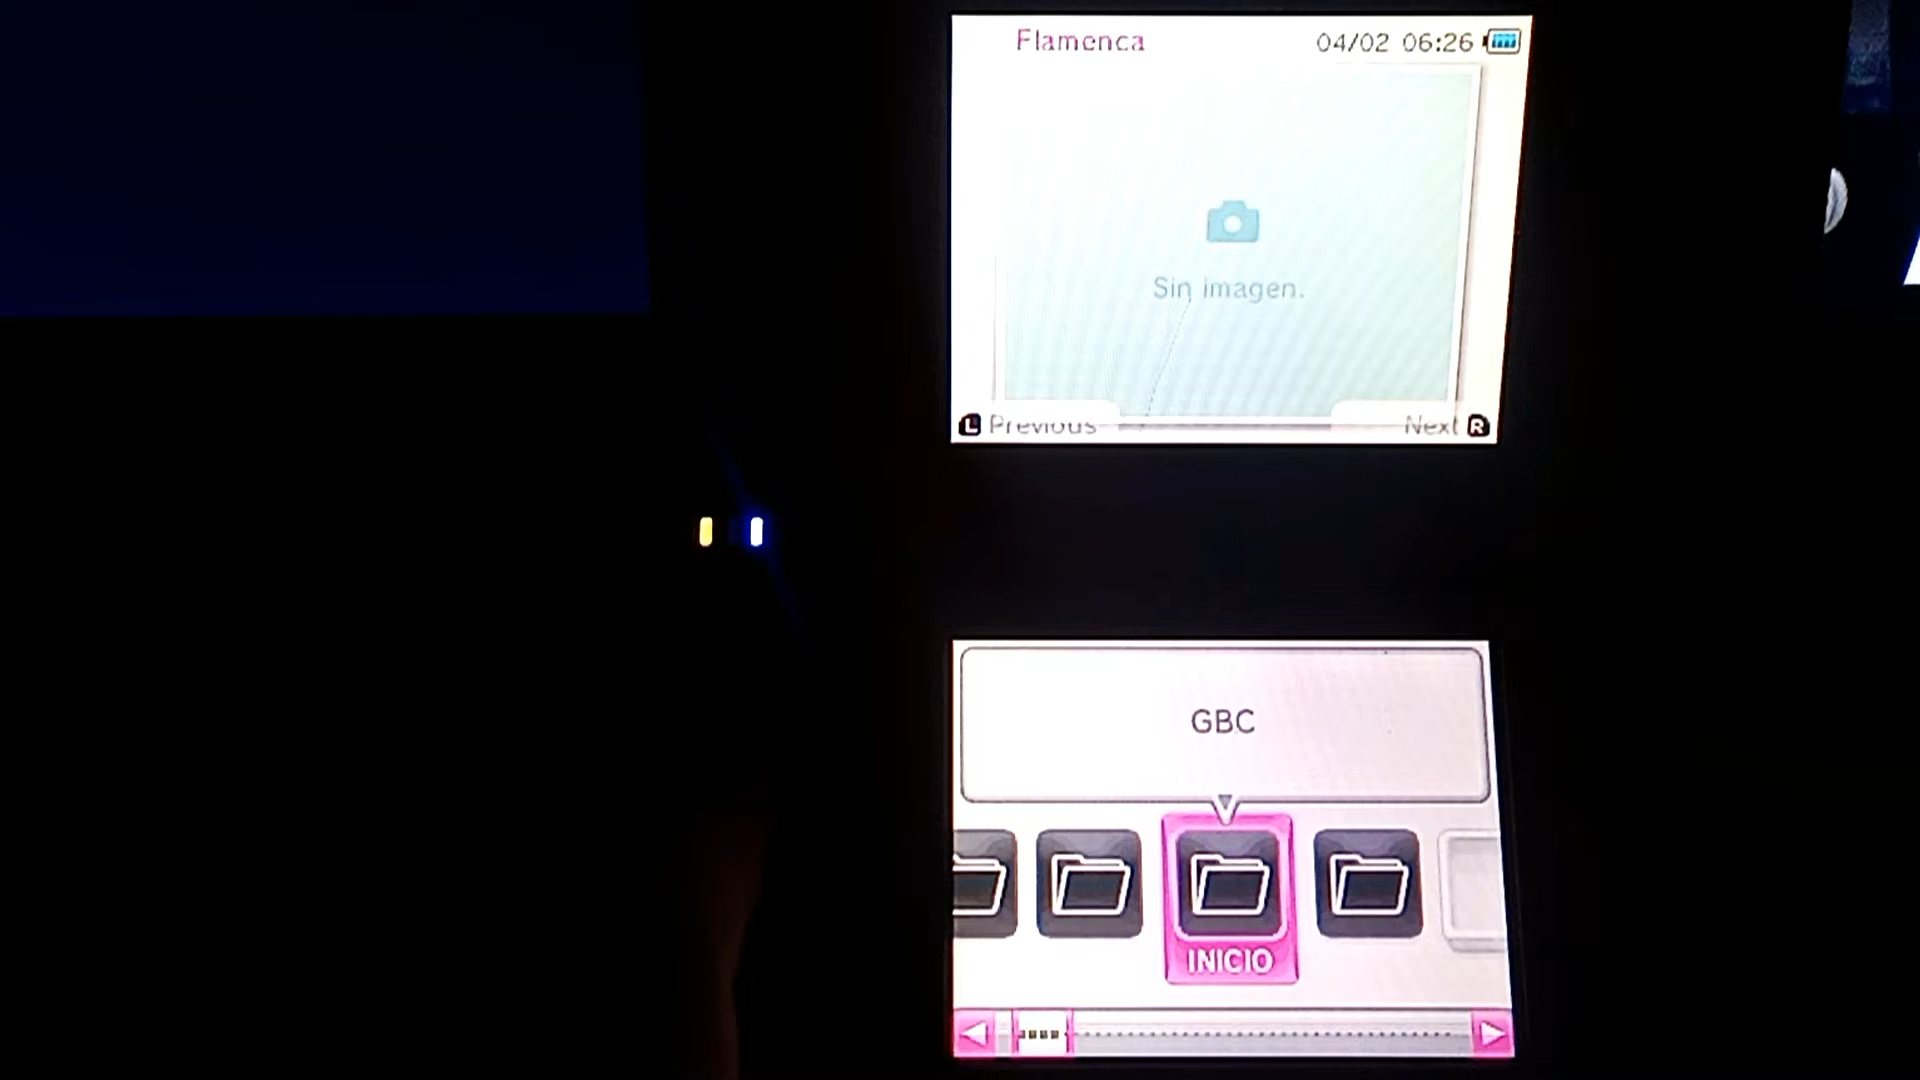 Flamenca 04/02 06:26
Sin imagen.
L Previous Next R
GBC
INICIO